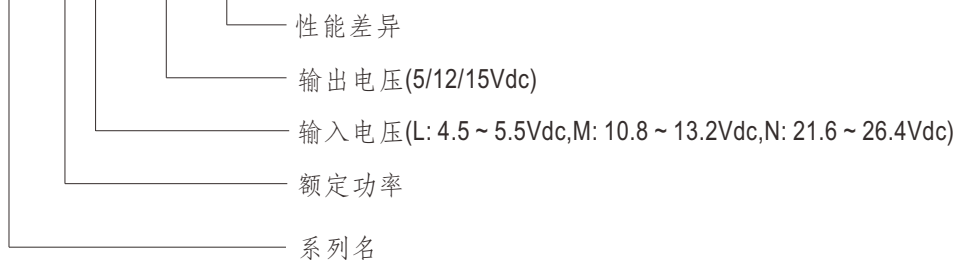 性能差异
输出电压(5/12/15Vdc)
输入电压(L: 4.5~5.5Vdc,M: 10.8~13.2Vdc,N: 21.6~26.4Vdc)
额定功率
系列名